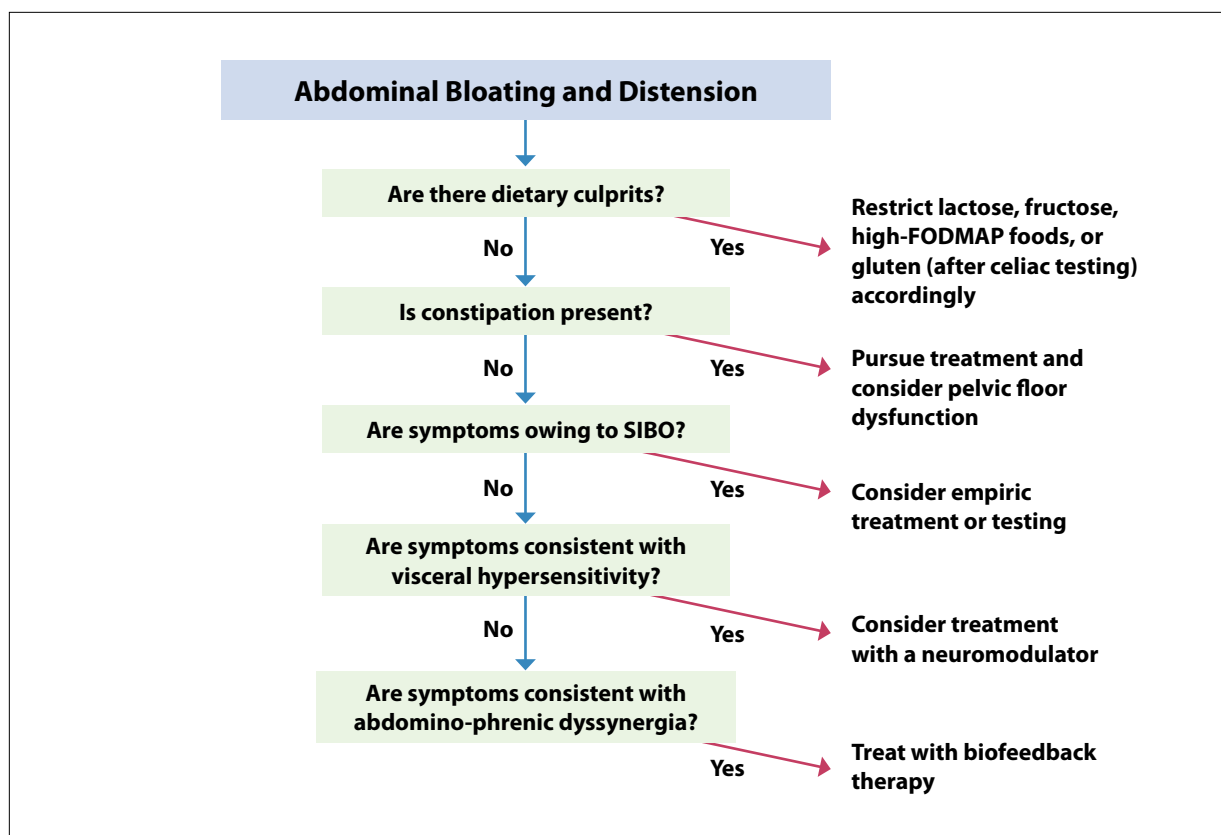 Abdominal Bloating and Distension
Are there dietary culprits?
No
Yes
Restrict lactose, fructose,
high-FODMAP foods, or
gluten (after celiac testing)
accordingly
Is constipation present?
No
Yes
Pursue treatment and
consider pelvic floor
dysfunction
Are symptoms owing to SIBO?
No
Yes
Consider empiric
treatment or testing
Are symptoms consistent with
visceral hypersensitivity?
No
Yes
Consider treatment
with a neuromodulator
Are symptoms consistent with
abdomino-phrenic dyssynergia?
Yes
Treat with biofeedback
therapy